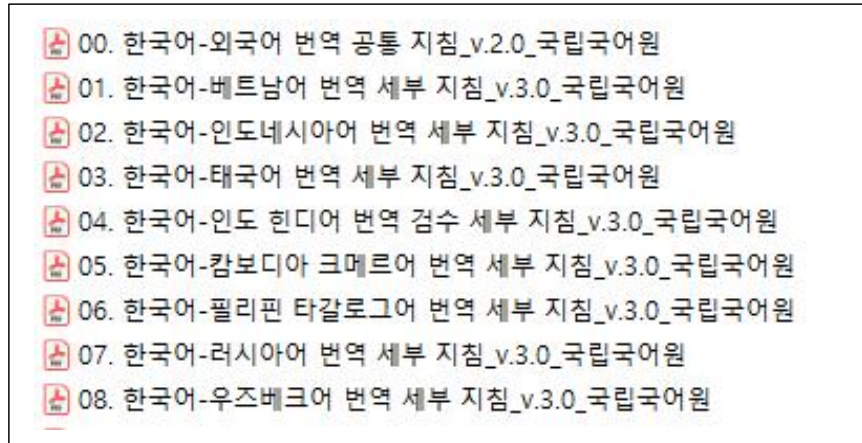 00. 한국어-외국어 번역 공통 지침_v.2.0_국립국어원
01. 한국어-베트남어 번역 세부 지침_v.3.0_국립국어원
02. 한국어-인도네시아어 번역 세부 지침_v.3.0_국립국어원
03. 한국어-태국어 번역 세부 지침_v.3.0_국립국어원
04. 한국어-인도 힌디어 번역 검수 세부 지침_v.3.0_국립국어원
05. 한국어-캄보디아 크메르어 번역 세부 지침_v.3.0_국립국어원
06. 한국어-필리핀 타갈로그어 번역 세부 지침_v.3.0_국립국어원
07. 한국어-러시아어 번역 세부 지침_v.3.0_국립국어원
08. 한국어-우즈베크어 번역 세부 지침_v.3.0_국립국어원